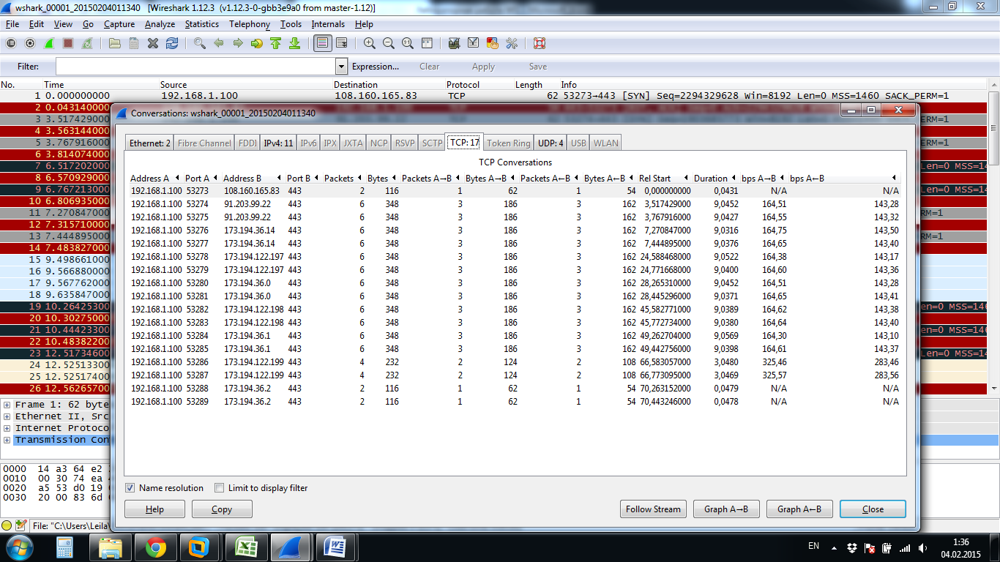 wshark_00001_20150204011340 [Wireshark 1.12.3 (v1.12.3-0-gbb3e9a0 from master-1.12)]
File Edit View Go Capture Analyze Statistics Telephony Tools Internals Help
Filter: Expression... Clear Apply Save
No. Time Source Destination Protocol Length Info
1 0.000000000 192.168.1.100 108.160.165.83 TCP 62 53273→443 [SYN] Seq=2294329628 Win=8192 Len=0 MSS=1460 SACK_PERM=1
2 0.043140000
3 3.517429000 ERM=1
4 3.563144000
5 3.767916000 ERM=1
6 3.814074000
7 6.517202000 en=0 MSS=146
8 6.570929000
9 6.767213000 en=0 MSS=146
10 6.806935000
11 7.270847000 RM=1
12 7.315710000
13 7.444895000 RM=1
14 7.483827000
15 9.498661000
16 9.566880000
17 9.567762000
18 9.635847000
19 10.26425300 en=0 MSS=146
20 10.30275000
21 10.44423300 en=0 MSS=146
22 10.48382200
23 12.51734600 Len=0 MSS=14
24 12.52513300
25 12.52517400
26 12.56265700
Conversations: wshark_00001_20150204011340
Ethernet: 2 Fibre Channel FDDI IPv4: 11 IPv6 IPX JXTA NCP RSVP SCTP TCP: 17 Token Ring UDP: 4 USB WLAN
TCP Conversations
Address A Port A Address B Port B Packets Bytes Packets A→B Bytes A→B Packets A←B Bytes A←B Rel Start Duration bps A→B bps A←B
192.168.1.100 53273 108.160.165.83 443 2 116 1 62 1 54 0,000000000 0,0431 N/A N/A
192.168.1.100 53274 91.203.99.22 443 6 348 3 186 3 162 3,517429000 9,0452 164,51 143,28
192.168.1.100 53275 91.203.99.22 443 6 348 3 186 3 162 3,767916000 9,0427 164,55 143,32
192.168.1.100 53276 173.194.36.14 443 6 348 3 186 3 162 7,270847000 9,0316 164,75 143,50
192.168.1.100 53277 173.194.36.14 443 6 348 3 186 3 162 7,444895000 9,0376 164,65 143,40
192.168.1.100 53278 173.194.122.197 443 6 348 3 186 3 162 24,588468000 9,0522 164,38 143,17
192.168.1.100 53279 173.194.122.197 443 6 348 3 186 3 162 24,771668000 9,0400 164,60 143,36
192.168.1.100 53280 173.194.36.0 443 6 348 3 186 3 162 28,265310000 9,0452 164,51 143,28
192.168.1.100 53281 173.194.36.0 443 6 348 3 186 3 162 28,445296000 9,0371 164,65 143,41
192.168.1.100 53282 173.194.122.198 443 6 348 3 186 3 162 45,582771000 9,0389 164,62 143,38
192.168.1.100 53283 173.194.122.198 443 6 348 3 186 3 162 45,772734000 9,0380 164,64 143,40
192.168.1.100 53284 173.194.36.1 443 6 348 3 186 3 162 49,262704000 9,0569 164,30 143,10
192.168.1.100 53285 173.194.36.1 443 6 348 3 186 3 162 49,442756000 9,0398 164,61 143,37
192.168.1.100 53286 173.194.122.199 443 4 232 2 124 2 108 66,583057000 3,0480 325,46 283,46
192.168.1.100 53287 173.194.122.199 443 4 232 2 124 2 108 66,773095000 3,0469 325,57 283,56
192.168.1.100 53288 173.194.36.2 443 2 116 1 62 1 54 70,263152000 0,0479 N/A N/A
192.168.1.100 53289 173.194.36.2 443 2 116 1 62 1 54 70,443246000 0,0478 N/A N/A
Name resolution Limit to display filter
Help Copy Follow Stream Graph A→B Graph A←B Close
Frame 1: 62 byte
Ethernet II, Src
Internet Protoco
Transmission Con
0000 14 a3 64 e2
0010 00 30 74 ea
0020 a5 53 d0 19
0030 20 00 83 6d
File: "C:\Users\Leila\
EN 1:36
04.02.2015